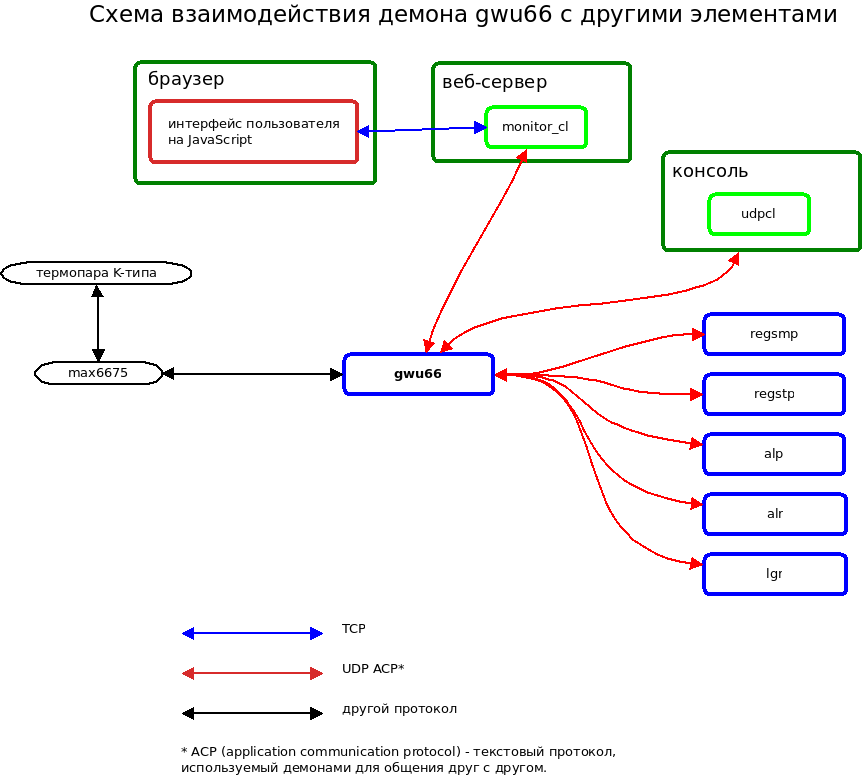 Схема взаимодействия демона gwu66 с другими элементами
браузер
интерфейс пользователя
на JavaScript
веб-сервер
monitor_cl
консоль
udpcl
термопара K-типа
max6675
gwu66
regsmp
regstp
alp
alr
lgr
TCP
UDP ACP*
другой протокол
* ACP (application communication protocol) - текстовый протокол,
используемый демонами для общения друг с другом.